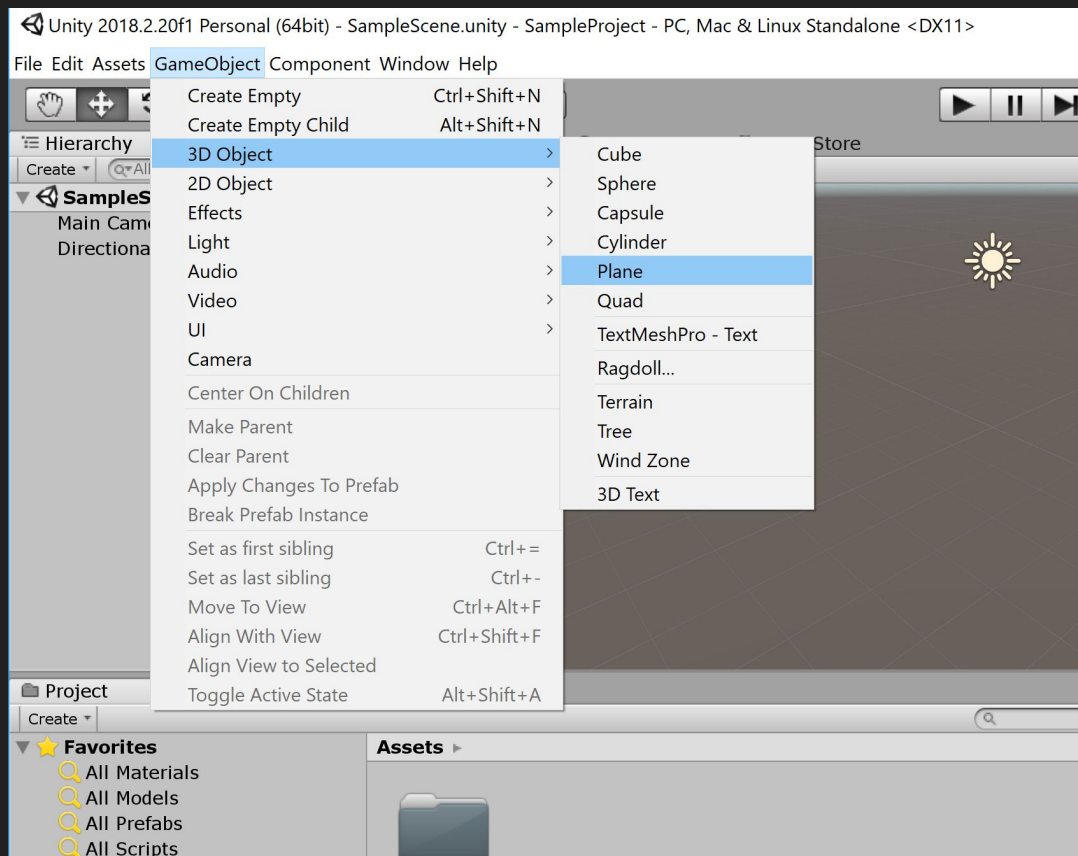 Unity 2018.2.20f1 Personal (64bit) - SampleScene.unity - SampleProject - PC, Mac & Linux Standalone <DX11>
File Edit Assets GameObject Component Window Help
Create Empty Ctrl+Shift+N
Create Empty Child Alt+Shift+N
3D Object
2D Object
Effects
Light
Audio
Video
UI
Camera
Center On Children
Make Parent
Clear Parent
Apply Changes To Prefab
Break Prefab Instance
Set as first sibling Ctrl+=
Set as last sibling Ctrl+-
Move To View Ctrl+Alt+F
Align With View Ctrl+Shift+F
Align View to Selected
Toggle Active State Alt+Shift+A
Cube
Sphere
Capsule
Cylinder
Plane
Quad
TextMeshPro - Text
Ragdoll...
Terrain
Tree
Wind Zone
3D Text
Store
Hierarchy
Create All
SampleS
Main Cam
Directiona
Project
Create
Favorites
All Materials
All Models
All Prefabs
All Scripts
Assets